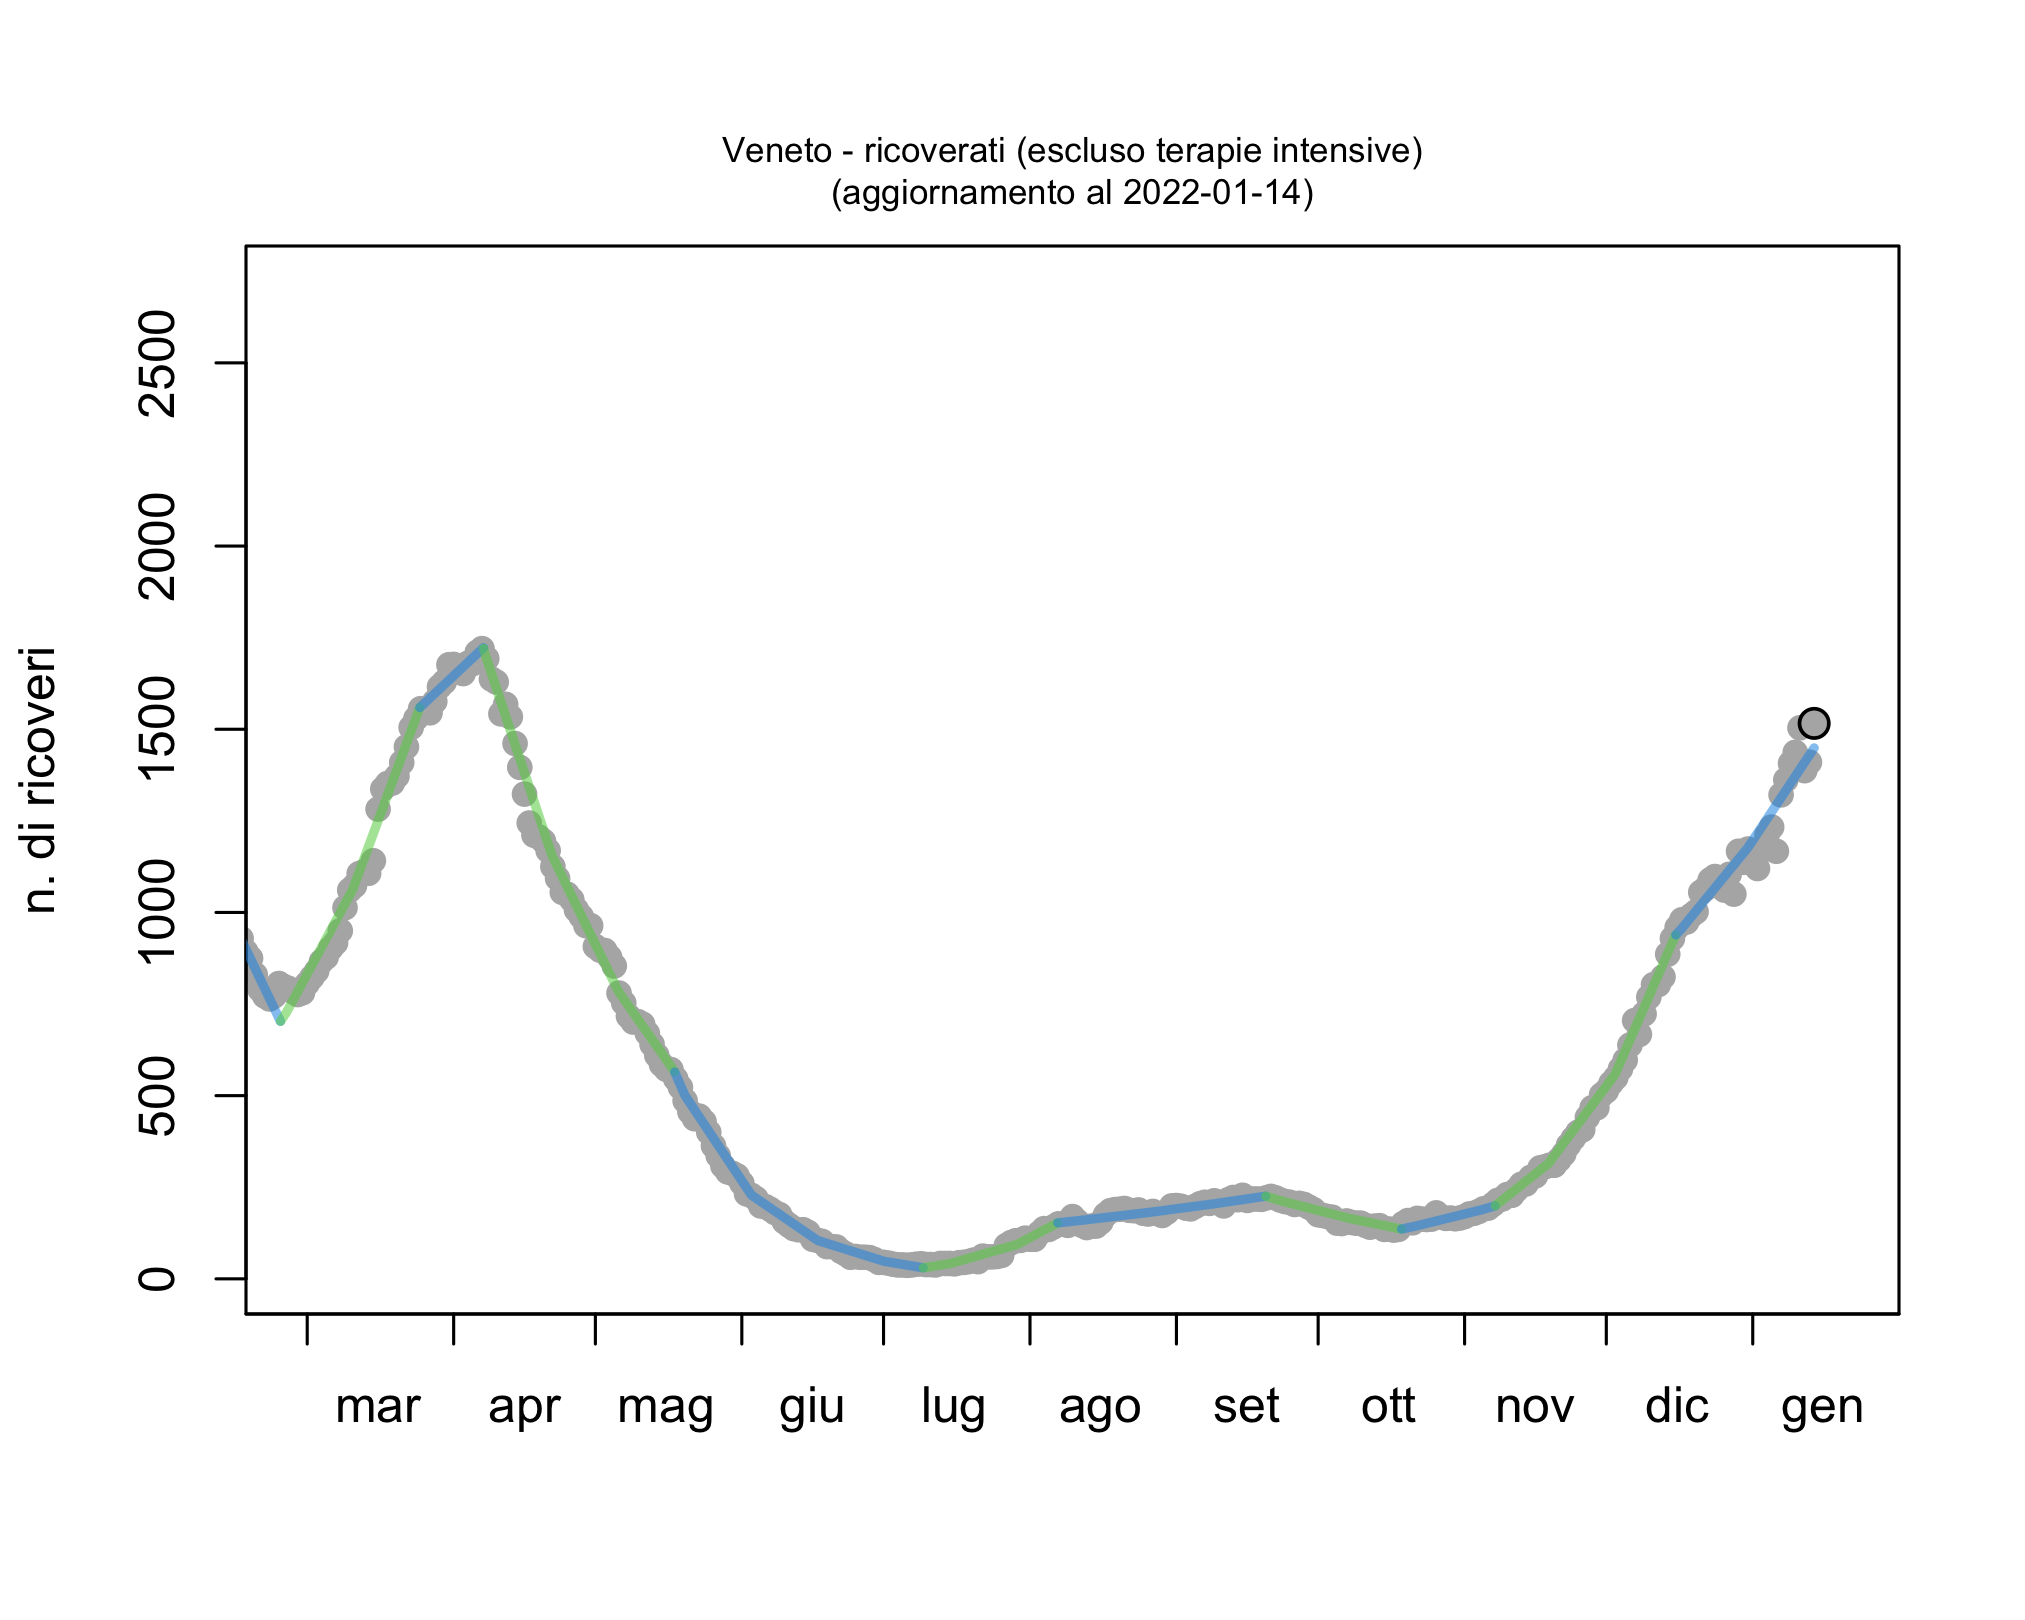 Veneto - ricoverati (escluso terapie intensive)
(aggiornamento al 2022-01-14)
n. di ricoveri
2500
2000
1500
1000
500
0
mar apr mag giu lug ago set ott nov dic gen